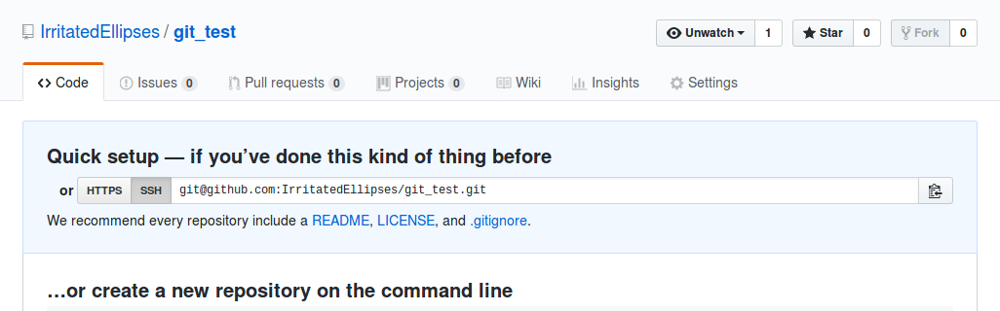 IrritatedEllipses / git_test
Unwatch 1 Star 0 Fork 0
Code Issues 0 Pull requests 0 Projects 0 Wiki Insights Settings
Quick setup — if you’ve done this kind of thing before
or HTTPS SSH git@github.com:IrritatedEllipses/git_test.git
We recommend every repository include a README, LICENSE, and .gitignore.
…or create a new repository on the command line